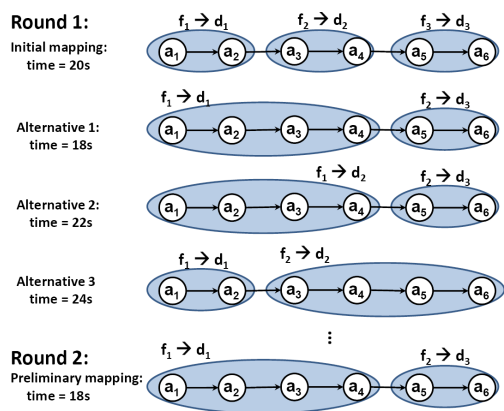 Round 1:
f1 → d1 f2 → d2 f3 → d3
Initial mapping:
time = 20s
a1 a2 a3 a4 a5 a6
f1 → d1 f2 → d3
Alternative 1:
time = 18s
a1 a2 a3 a4 a5 a6
f1 → d2 f2 → d3
Alternative 2:
time = 22s
a1 a2 a3 a4 a5 a6
f1 → d1 f2 → d2
Alternative 3
time = 24s
a1 a2 a3 a4 a5 a6
⋮
Round 2:
f1 → d1 f2 → d3
Preliminary mapping:
time = 18s
a1 a2 a3 a4 a5 a6